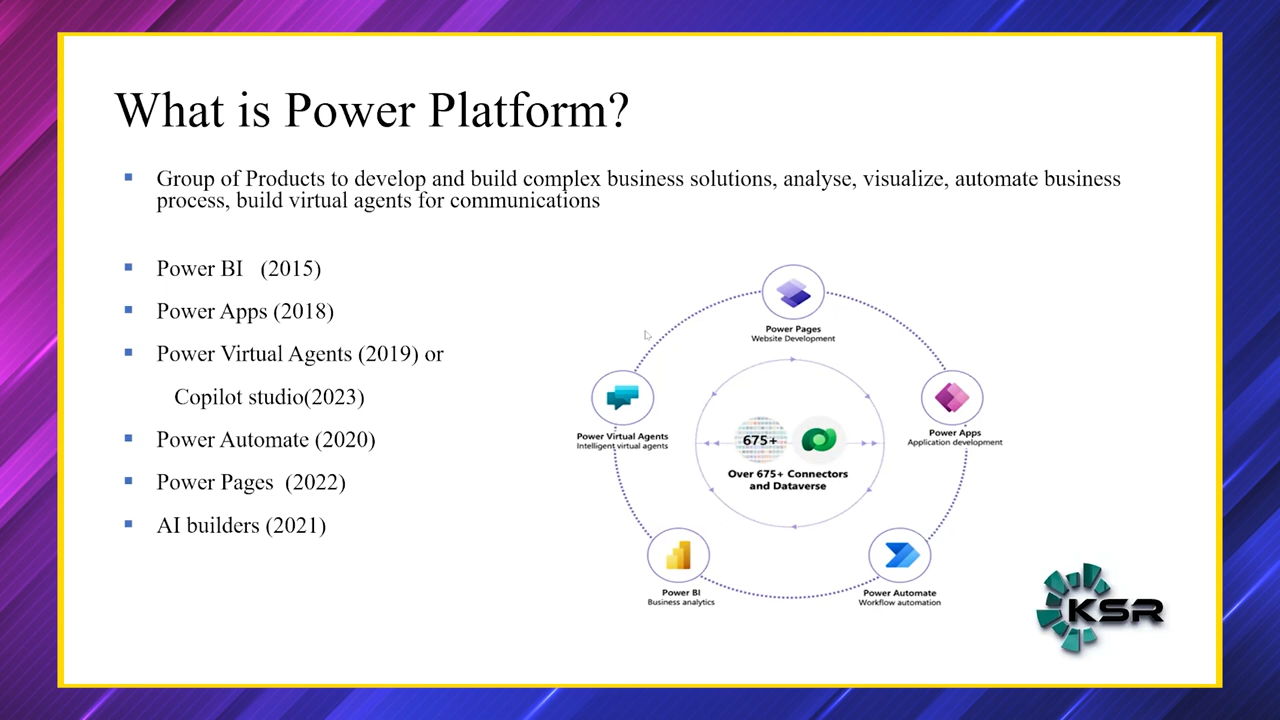 What is Power Platform?
Group of Products to develop and build complex business solutions, analyse, visualize, automate business
process, build virtual agents for communications
Power BI (2015)
Power Apps (2018)
Power Virtual Agents (2019) or
Copilot studio(2023)
Power Automate (2020)
Power Pages (2022)
AI builders (2021)
Power Pages
Website Development
Power Virtual Agents
Intelligent virtual agents
Power Apps
Application development
675+
Over 675+ Connectors
and Dataverse
Power BI
Business analytics
Power Automate
Workflow automation
KSR